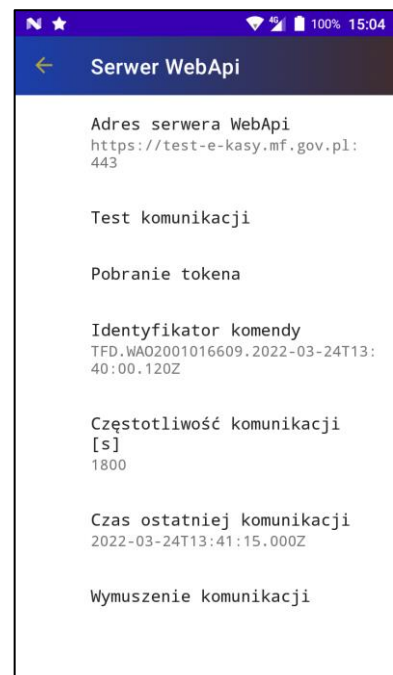 4G 100% 15:04
Serwer WebApi
Adres serwera WebApi
https://test-e-kasy.mf.gov.pl:
443
Test komunikacji
Pobranie tokena
Identyfikator komendy
TFD.WAO2001016609.2022-03-24T13:
40:00.120Z
Częstotliwość komunikacji
[s]
1800
Czas ostatniej komunikacji
2022-03-24T13:41:15.000Z
Wymuszenie komunikacji